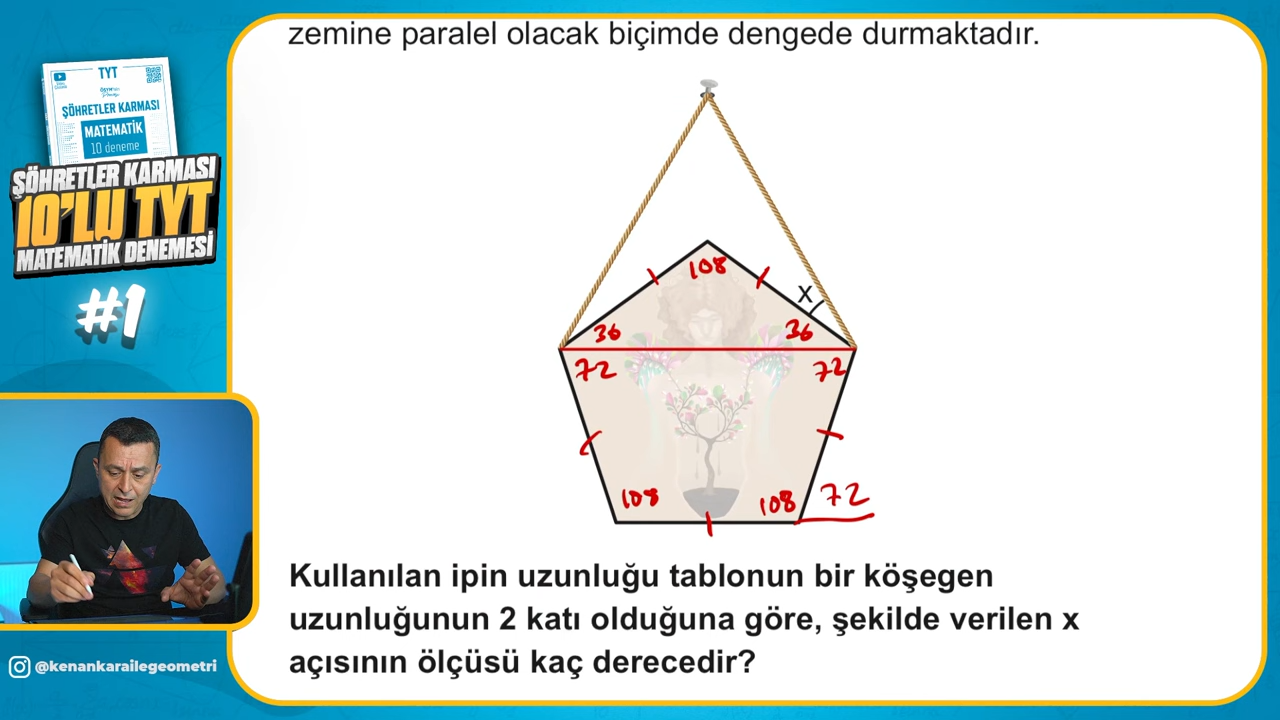 zemine paralel olacak biçimde dengede durmaktadır.
TYT
ŞÖHRETLER KARMASI
MATEMATİK
10 deneme
ŞÖHRETLER KARMASI
10'LU TYT
MATEMATİK DENEMESİ
#1
108
x
36
36
72
72
108
108
72
Kullanılan ipin uzunluğu tablonun bir köşegen
uzunluğunun 2 katı olduğuna göre, şekilde verilen x
açısının ölçüsü kaç derecedir?
@kenankarailegeometri